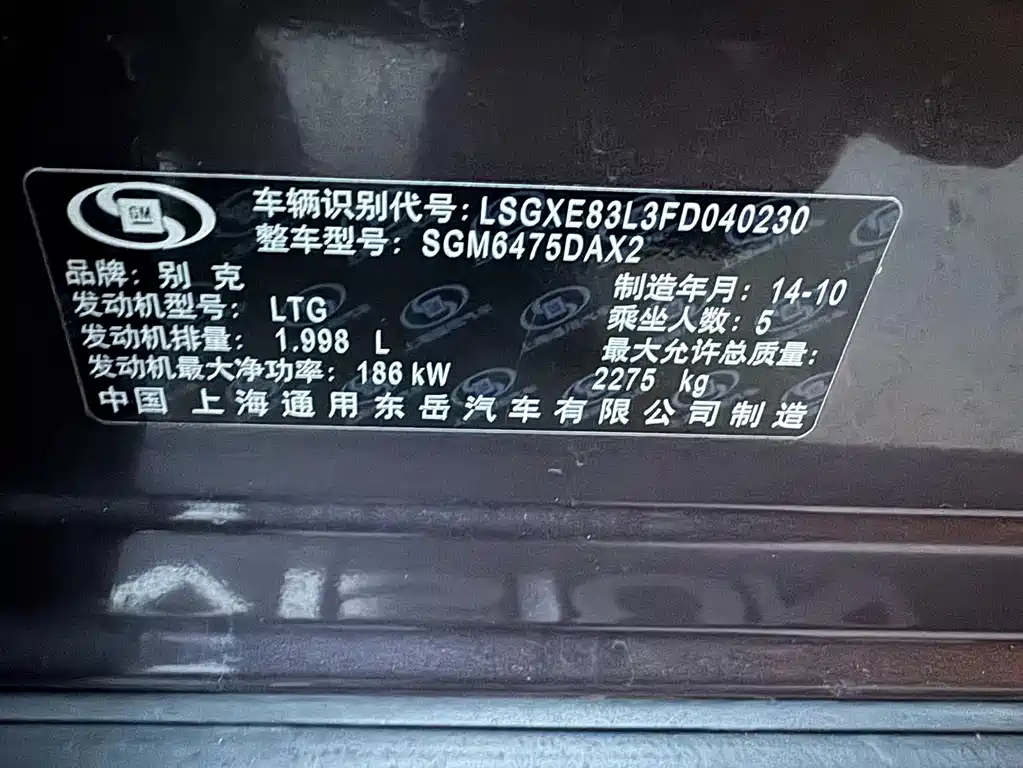 GM
车辆识别代号: LSGXE83L3FD040230
整车型号: SGM6475DAX2
品牌: 别 克
制造年月: 14-10
发动机型号: LTG
乘坐人数: 5
发动机排量: 1.998 L
最大允许总质量:
2275 kg
发动机最大净功率: 186 kW
中国 上海通用东岳汽车有限公司制造